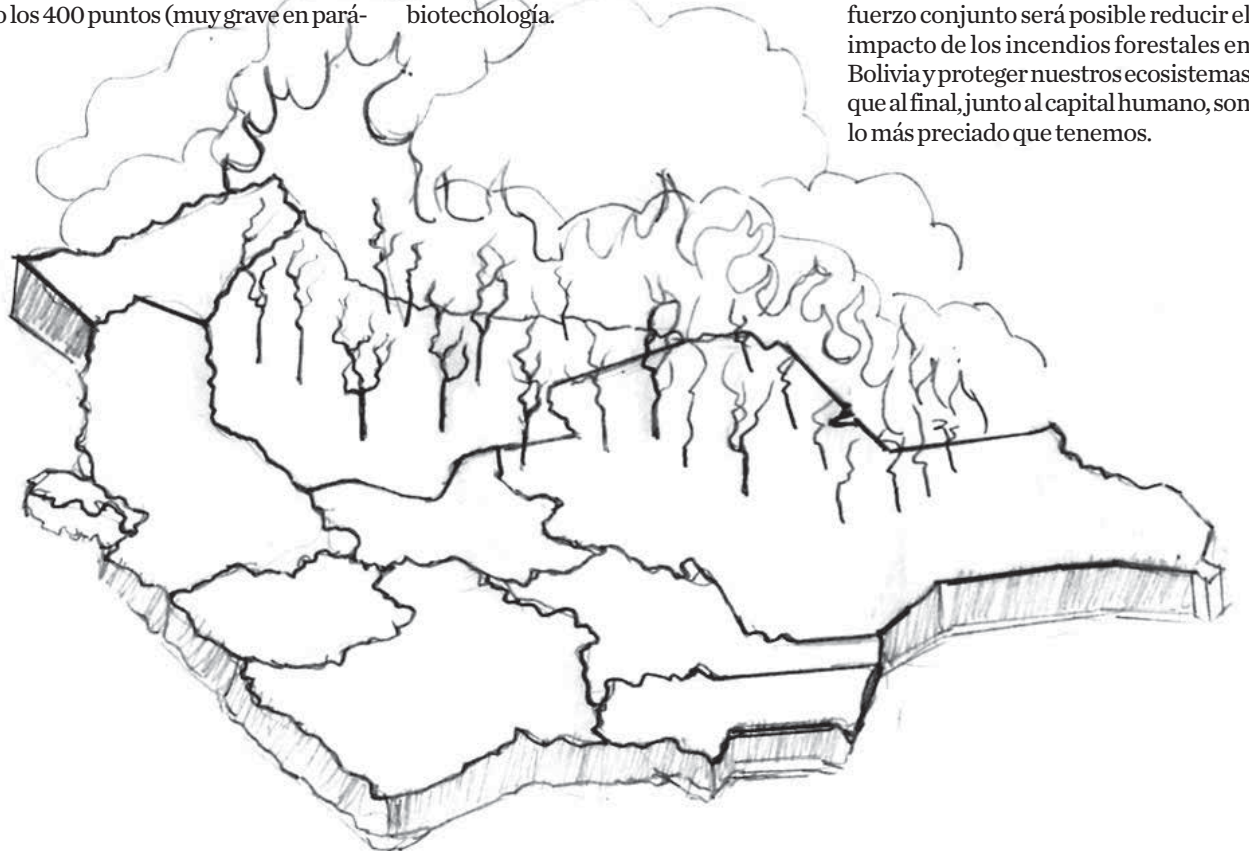 o los 400 puntos (muy grave en pará-
biotecnología.
fuerzo conjunto será posible reducir el
impacto de los incendios forestales en
Bolivia y proteger nuestros ecosistemas
que al final, junto al capital humano, son
lo más preciado que tenemos.